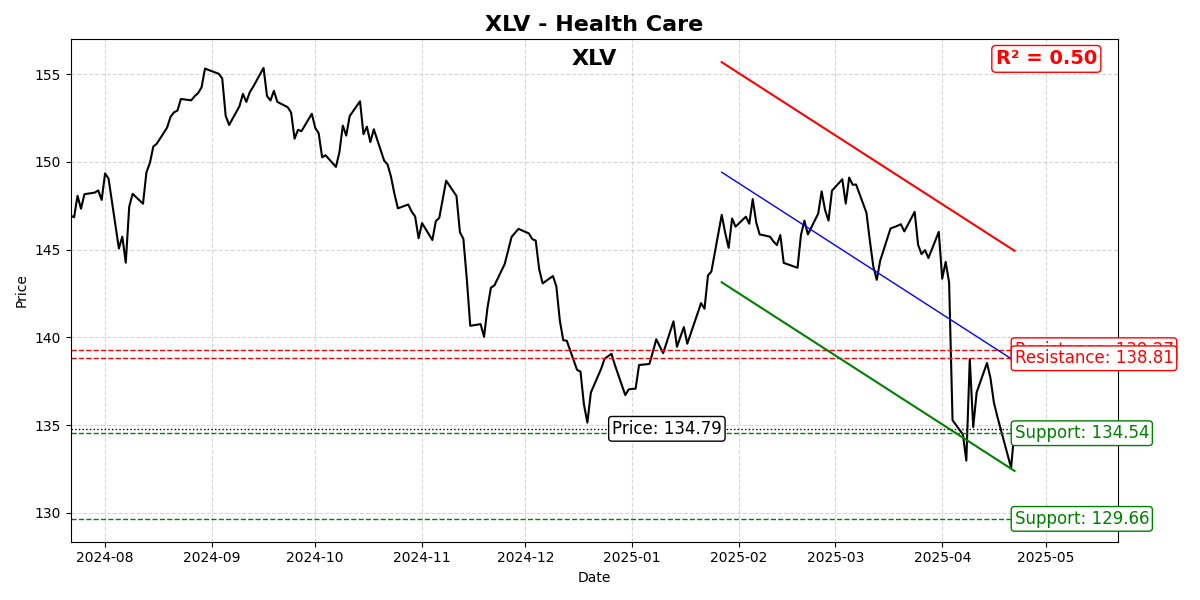 XLV - Health Care
XLV
R² = 0.50
155
150
145
140
135
130
Price
Resistance: 138.81
Price: 134.79
Support: 134.54
Support: 129.66
2024-08
2024-09
2024-10
2024-11
2024-12
2025-01
2025-02
2025-03
2025-04
2025-05
Date